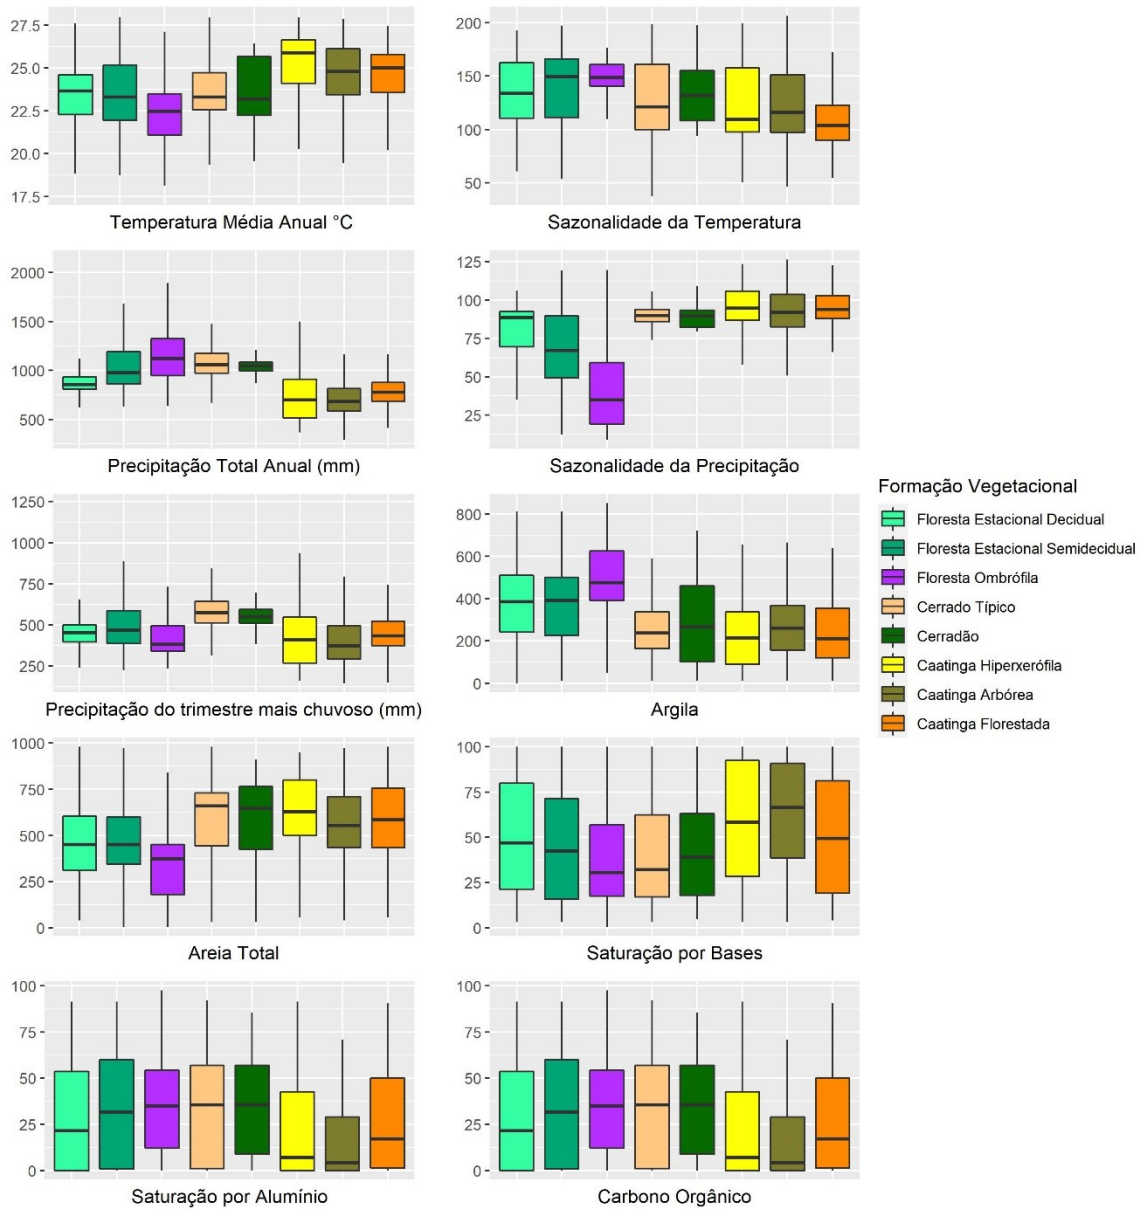 27.5
25.0
22.5
20.0
17.5
Temperatura Média Anual °C
200
150
100
50
Sazonalidade da Temperatura
2000
1500
1000
500
Precipitação Total Anual (mm)
125
100
75
50
25
Sazonalidade da Precipitação
1250
1000
750
500
250
Precipitação do trimestre mais chuvoso (mm)
800
600
400
200
0
Argila
Formação Vegetacional
Floresta Estacional Decidual
Floresta Estacional Semidecidual
Floresta Ombrófila
Cerrado Típico
Cerradão
Caatinga Hiperxerófila
Caatinga Arbórea
Caatinga Florestada
1000
750
500
250
0
Areia Total
100
75
50
25
0
Saturação por Bases
100
75
50
25
0
Saturação por Alumínio
100
75
50
25
0
Carbono Orgânico